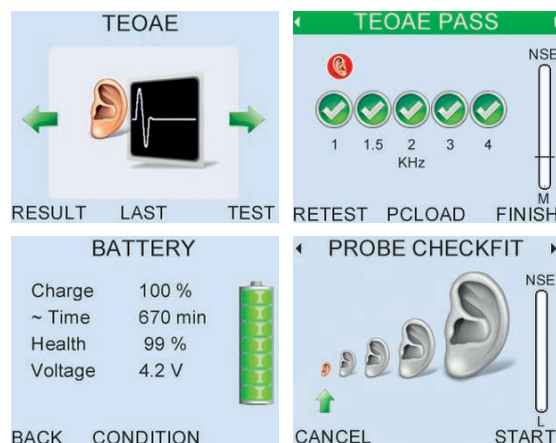 TEOAE
RESULT LAST TEST
TEOAE PASS
NSE
1 1.5 2 3 4
KHz
M
RETEST PCLOAD FINISH
BATTERY
Charge 100 %
~ Time 670 min
Health 99 %
Voltage 4.2 V
BACK CONDITION
PROBE CHECKFIT
NSE
L
CANCEL START